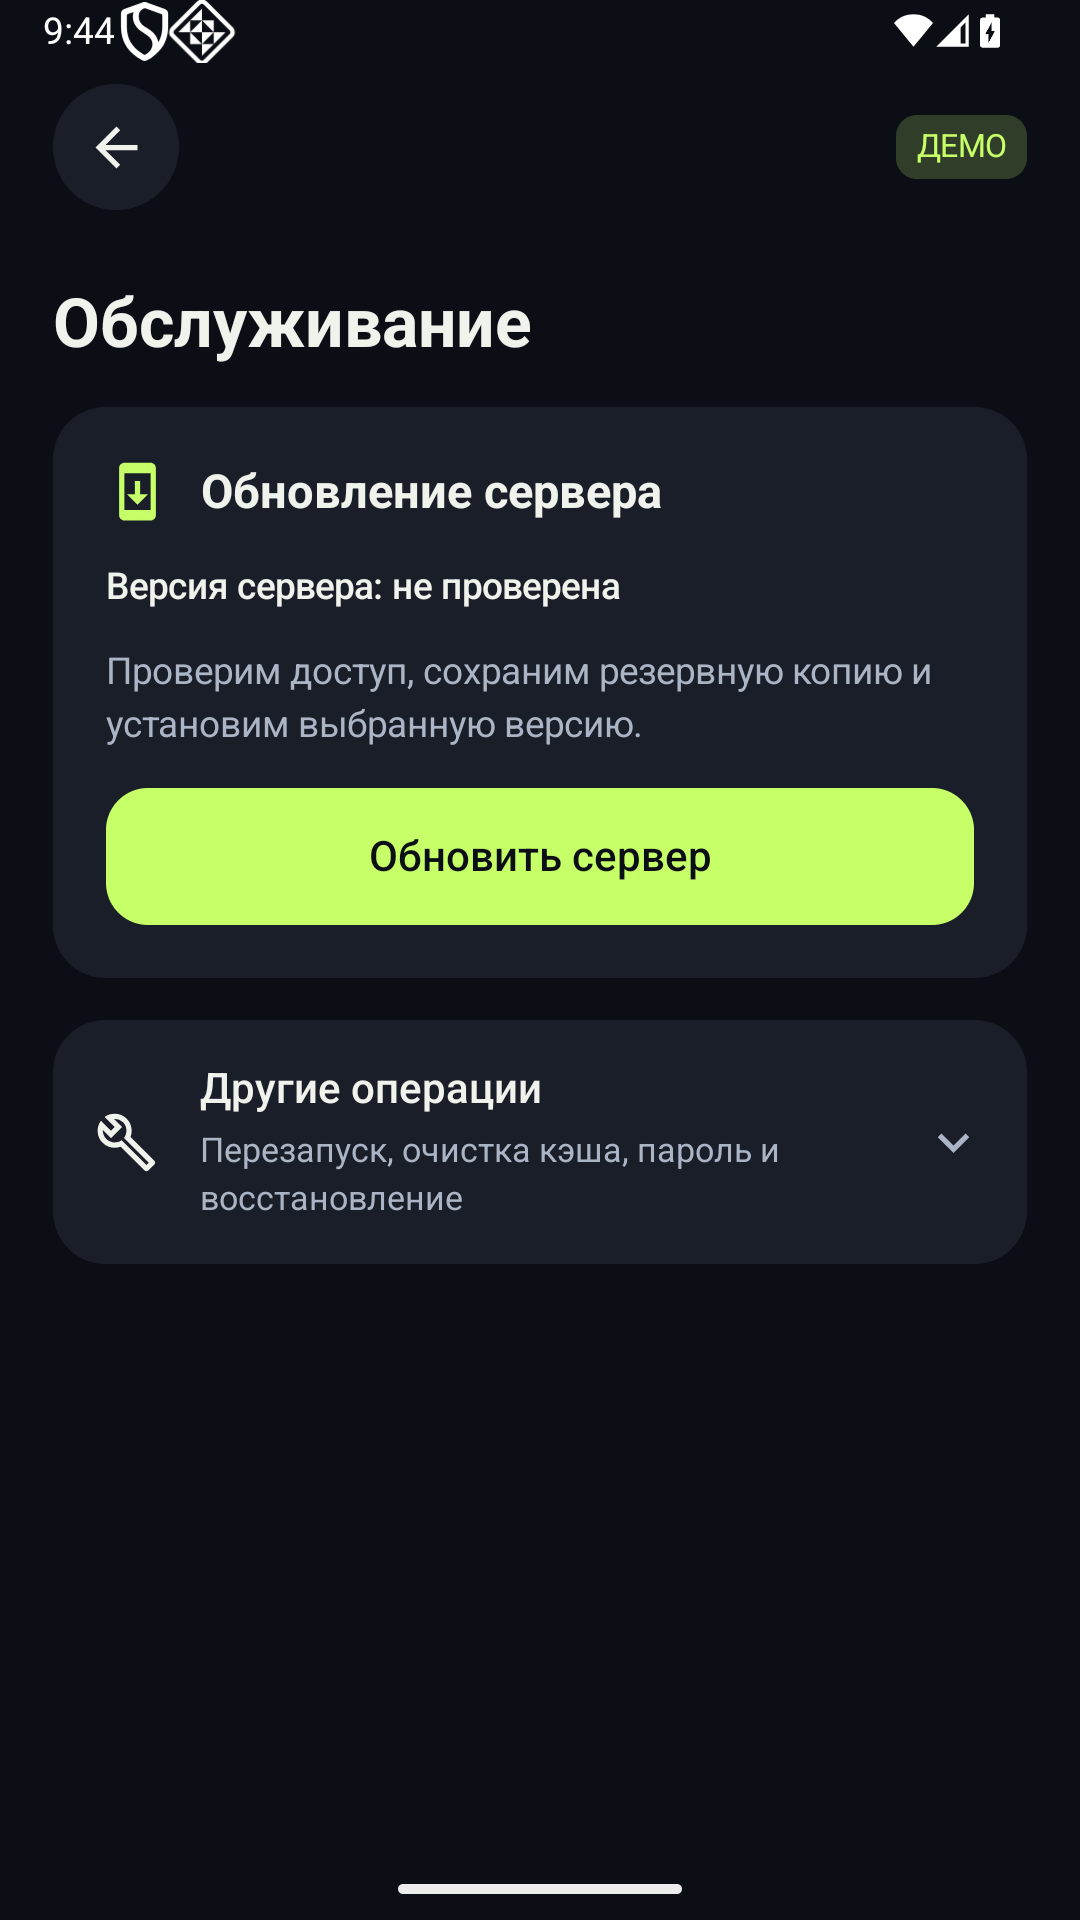 9:44
ДЕМО
Обслуживание
Обновление сервера
Версия сервера: не проверена
Проверим доступ, сохраним резервную копию и
установим выбранную версию.
Обновить сервер
Другие операции
Перезапуск, очистка кэша, пароль и
восстановление